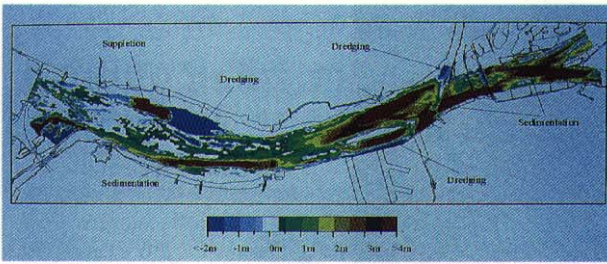 Suppletion
Dredging
Dredging
Sedimentation
Sedimentation
Dredging
<-2m -1m 0m 1m 2m 3m >4m